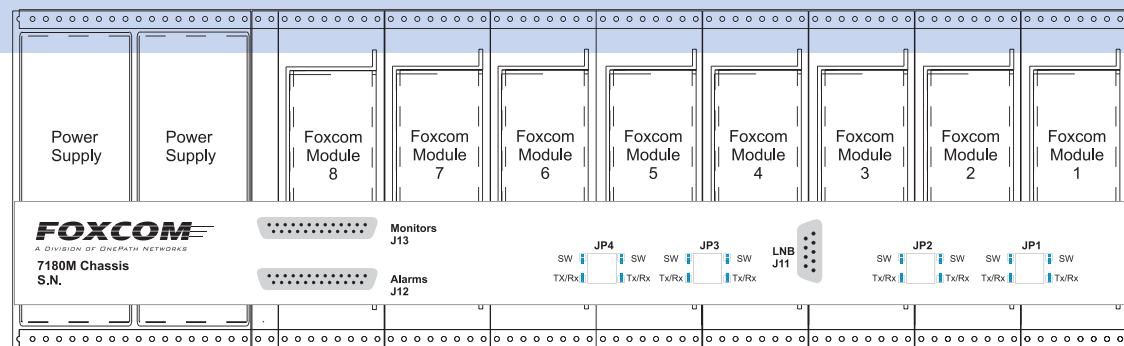 Power
Supply
Power
Supply
Foxcom
Module
8
Foxcom
Module
7
Foxcom
Module
6
Foxcom
Module
5
Foxcom
Module
4
Foxcom
Module
3
Foxcom
Module
2
Foxcom
Module
1
FOXCOM
A DIVISION OF ONEPATH NETWORKS
7180M Chassis
S.N.
Monitors
J13
Alarms
J12
JP4
SW SW
TX/Rx Tx/Rx
JP3
SW SW
Tx/Rx Tx/Rx
LNB
J11
JP2
SW SW
Tx/Rx Tx/Rx
JP1
SW SW
Tx/Rx Tx/Rx